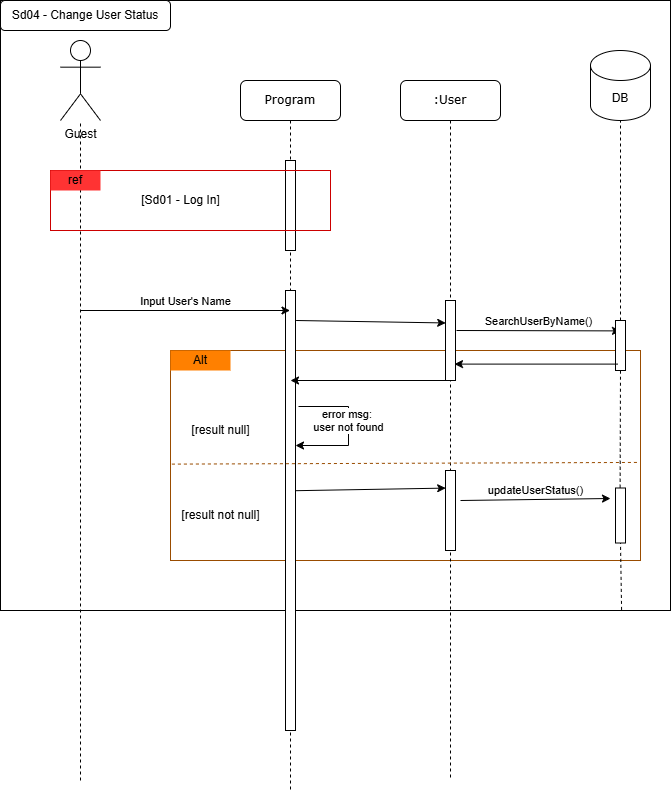 Sd04 - Change User Status
Guest
Program
:User
DB
ref
[Sd01 - Log In]
Input User's Name
SearchUserByName()
Alt
error msg:
user not found
[result null]
updateUserStatus()
[result not null]